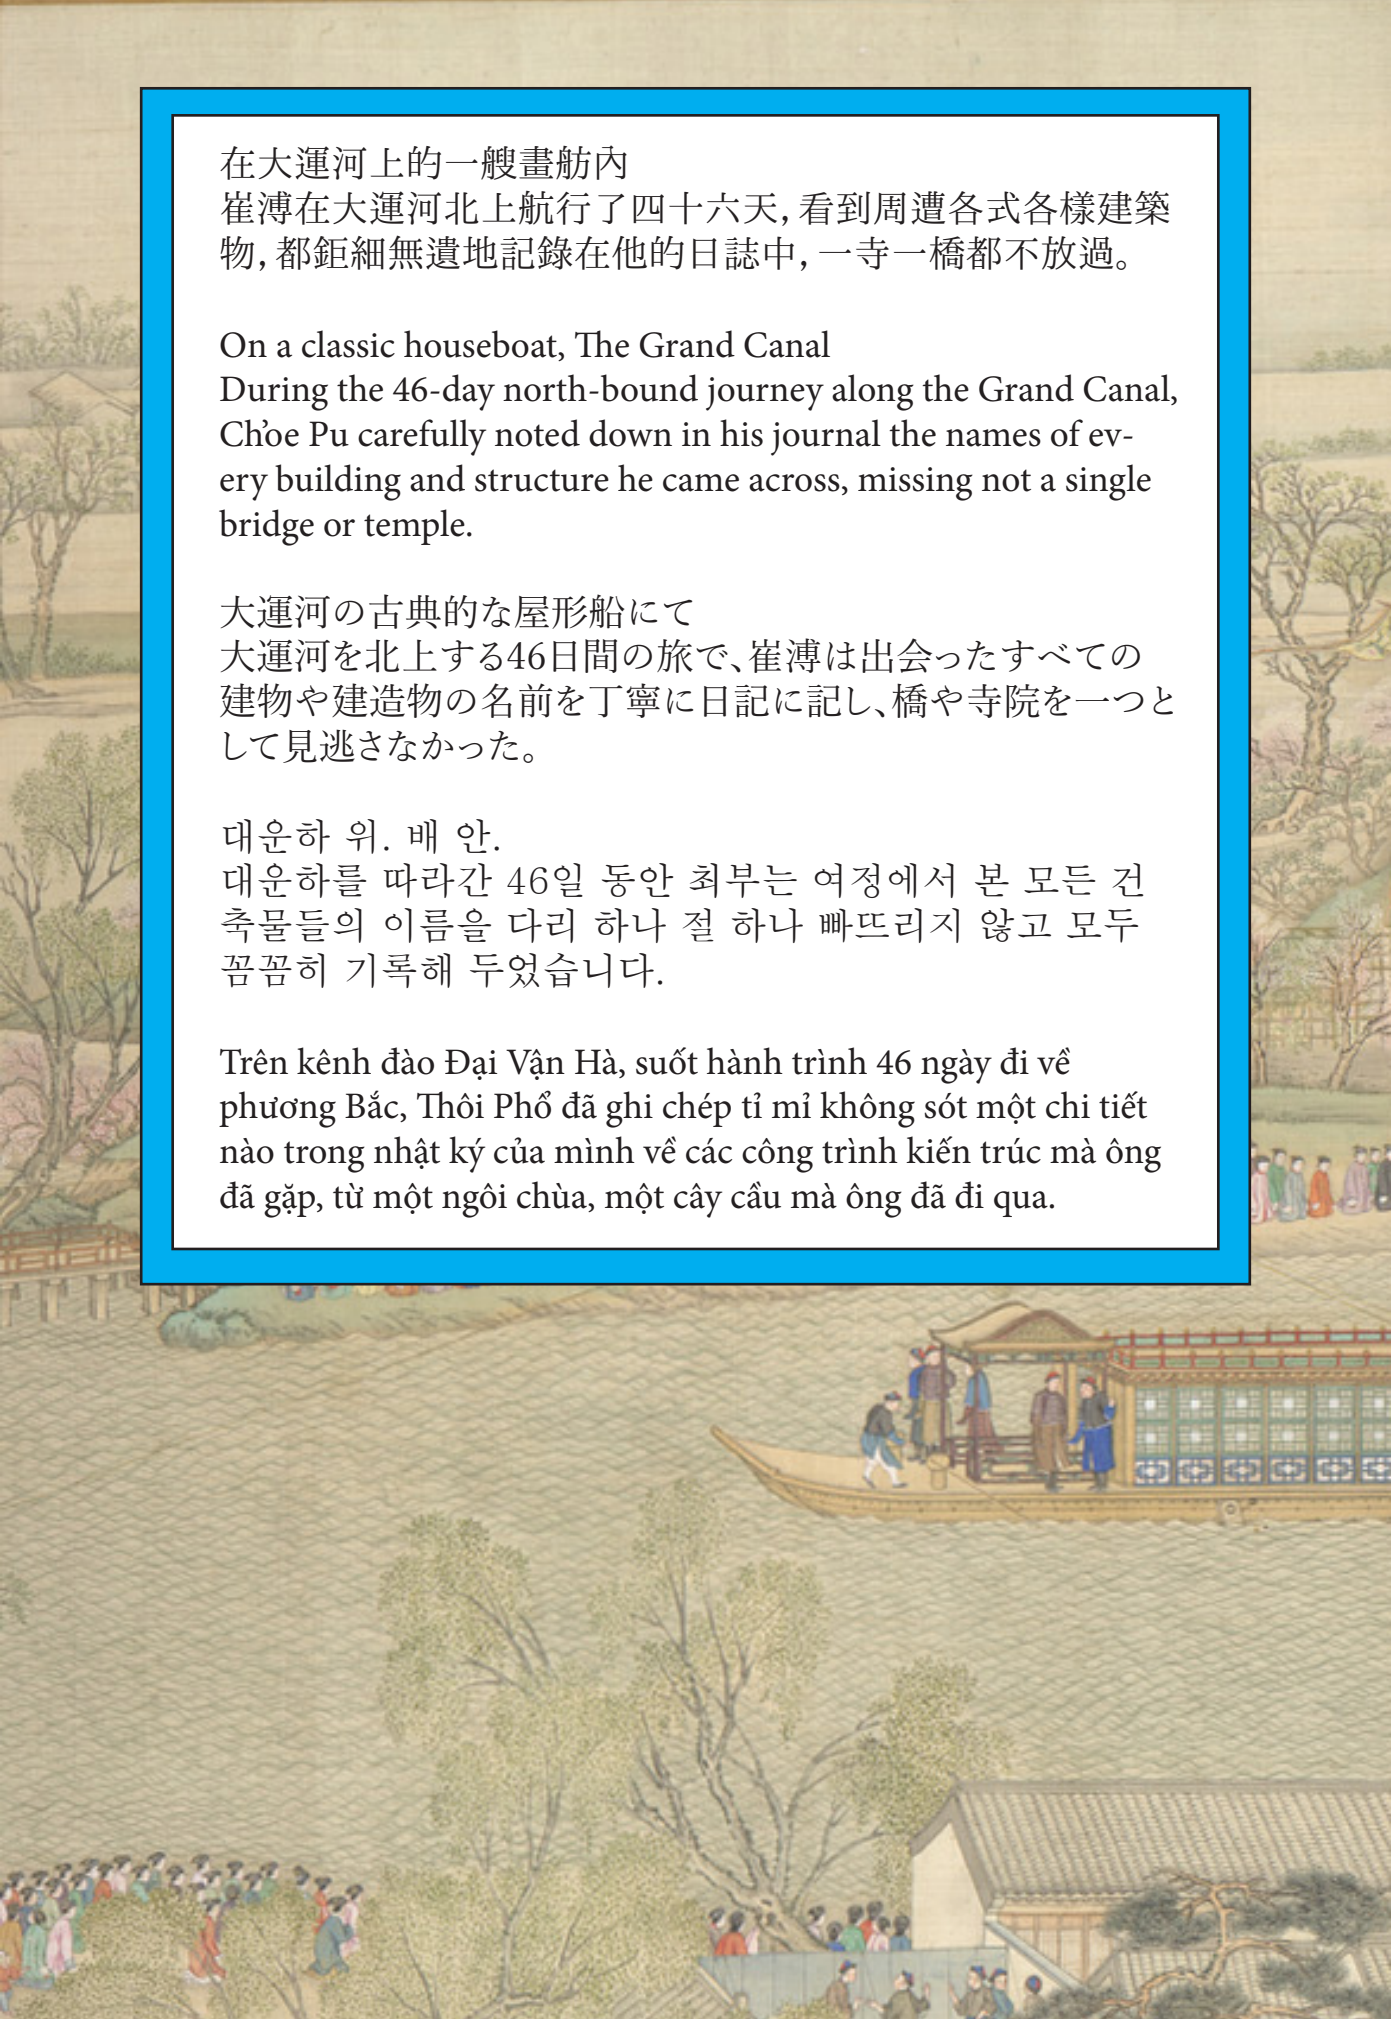 在大運河上的一艘畫舫內
崔溥在大運河北上航行了四十六天，看到周遭各式各樣建築
物，都鉅細無遺地記錄在他的日誌中，一寺一橋都不放過。
On a classic houseboat, The Grand Canal
During the 46-day north-bound journey along the Grand Canal,
Ch’oe Pu carefully noted down in his journal the names of ev-
ery building and structure he came across, missing not a single
bridge or temple.
大運河の古典的な屋形船にて
大運河を北上する46日間の旅で、崔溥は出会ったすべての
建物や建造物の名前を丁寧に日記に記し、橋や寺院を一つと
して見逃さなかった。
대운하 위. 배 안.
대운하를 따라간 46일 동안 최부는 여정에서 본 모든 건
축물들의 이름을 다리 하나 절 하나 빠뜨리지 않고 모두
꼼꼼히 기록해 두었습니다.
Trên kênh đào Đại Vận Hà, suốt hành trình 46 ngày đi về
phương Bắc, Thôi Phổ đã ghi chép tỉ mỉ không sót một chi tiết
nào trong nhật ký của mình về các công trình kiến trúc mà ông
đã gặp, từ một ngôi chùa, một cây cầu mà ông đã đi qua.